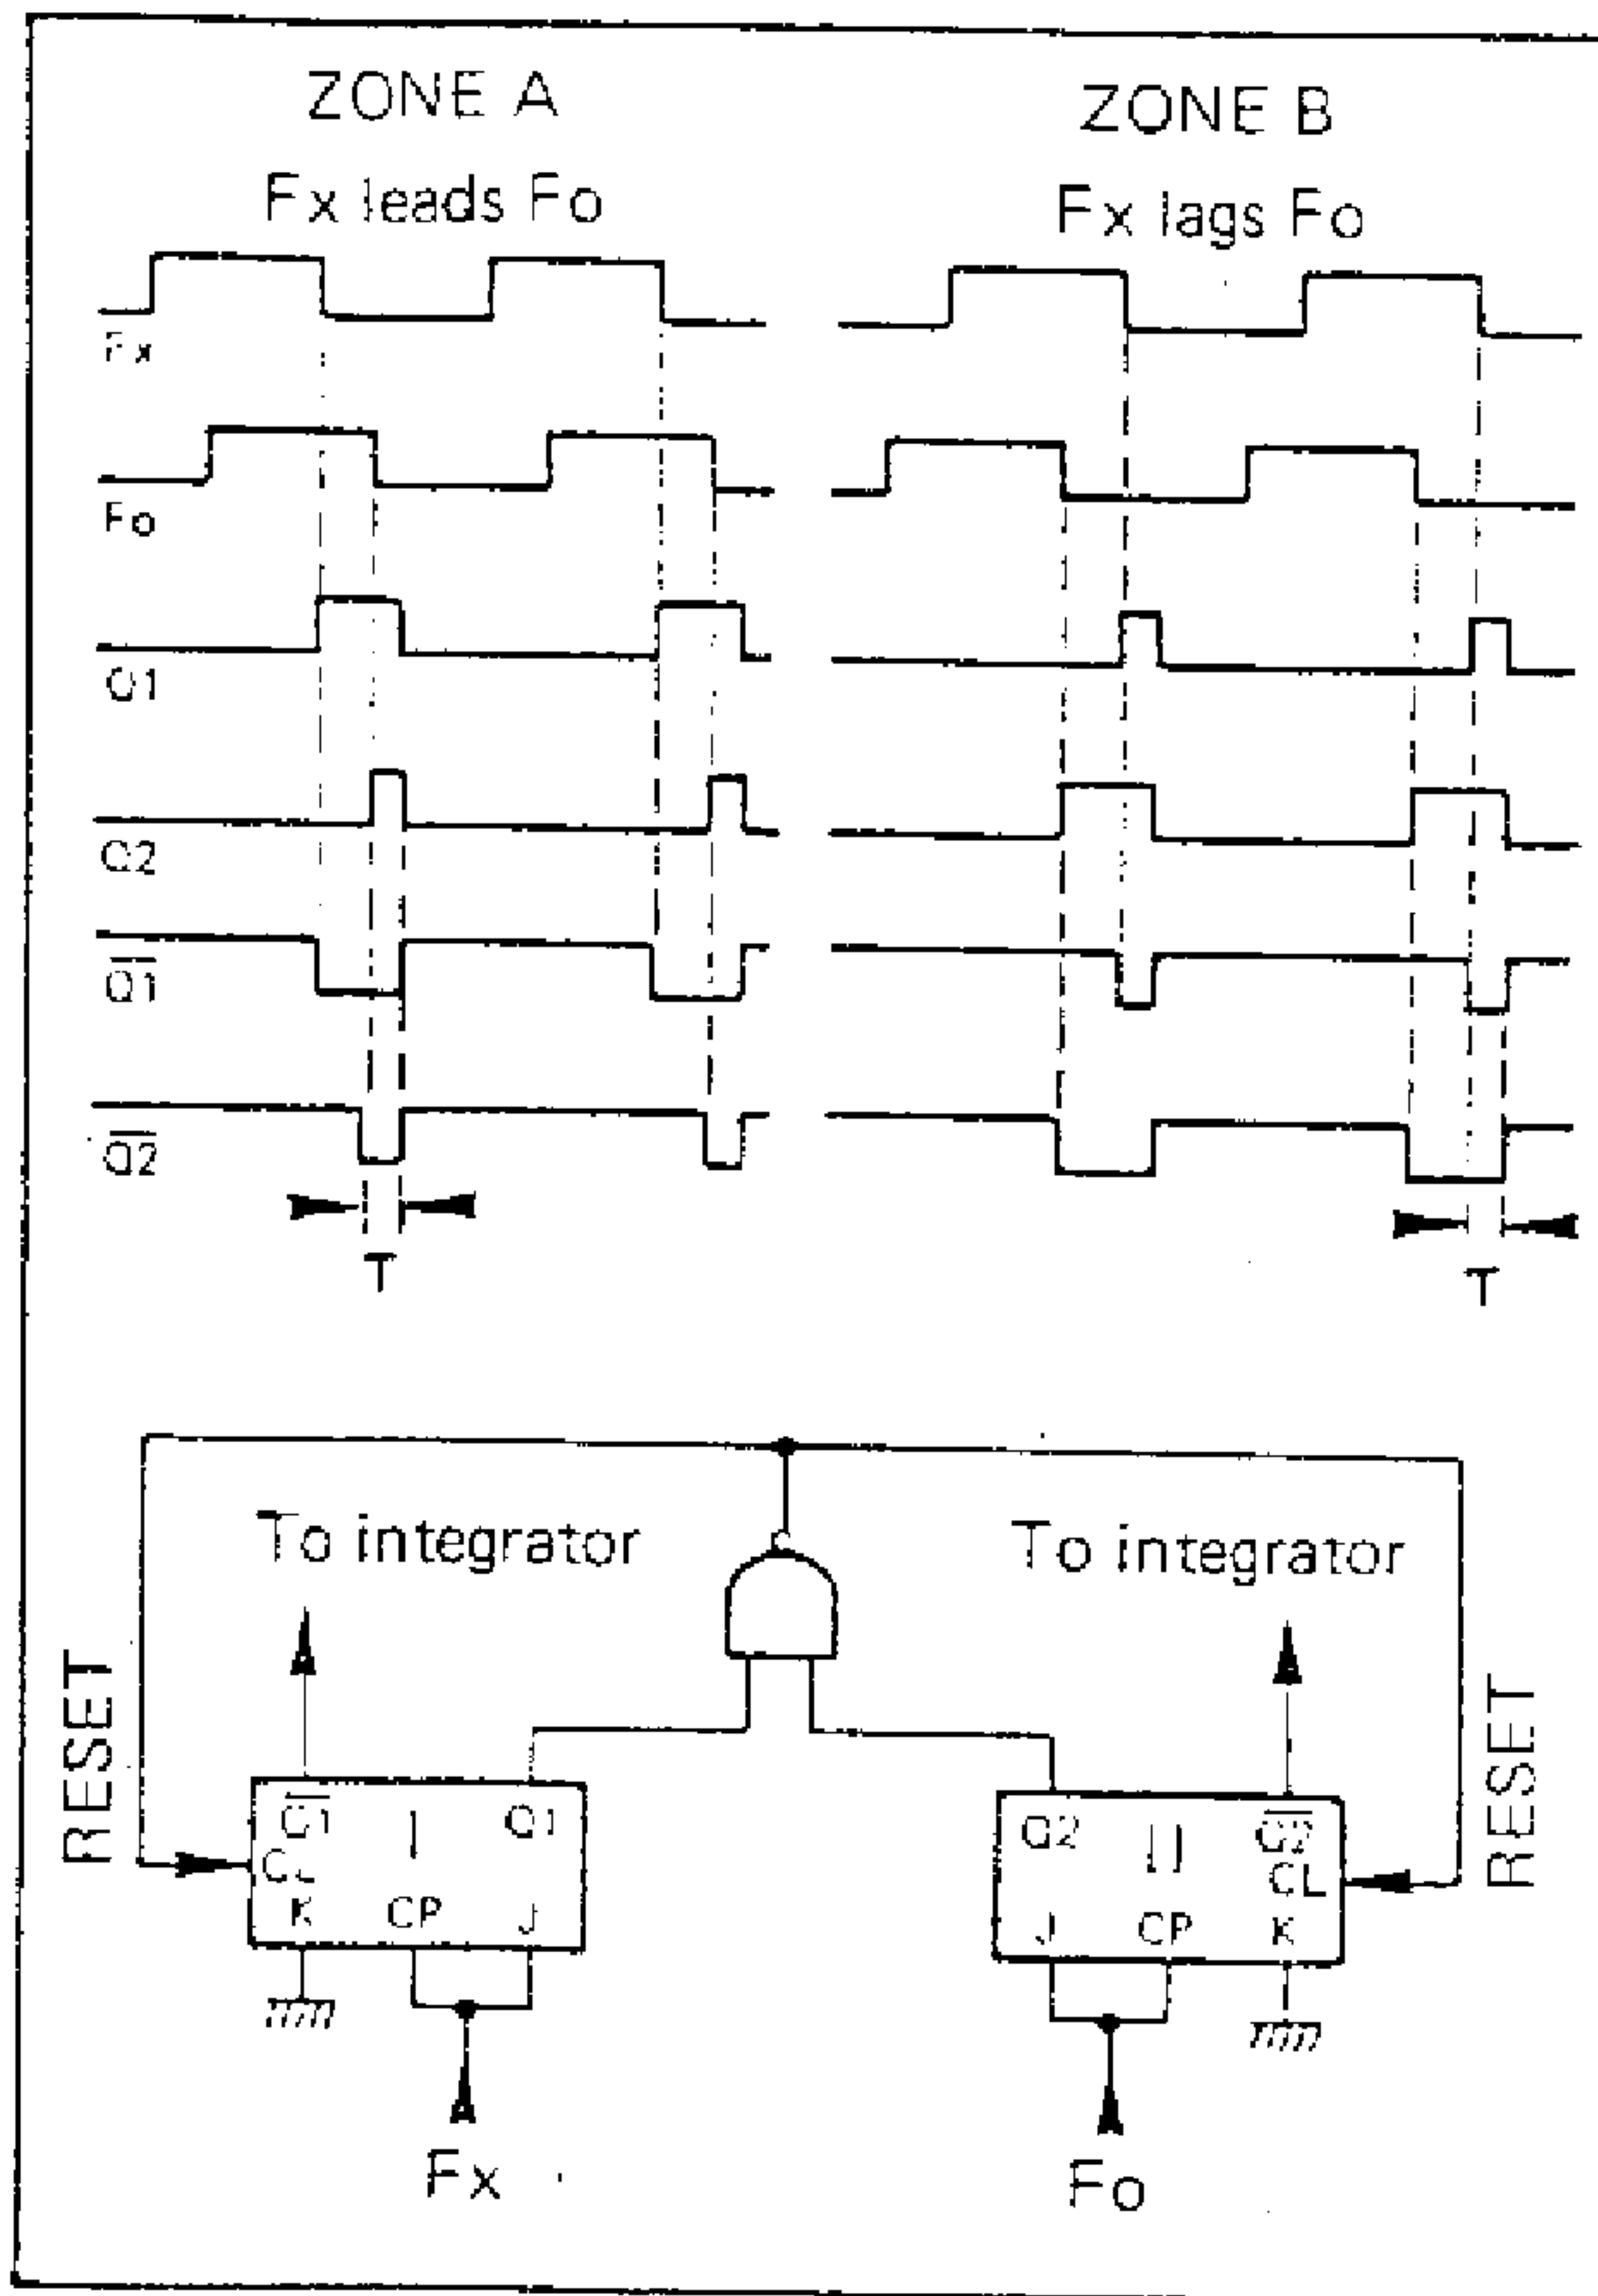 ZONE A
ZONE B
Fx leads Fo
Fx lags Fo
Fx
Fo
Q1
Q2
Q̅1̅
Q̅2̅
T
T
To integrator
To integrator
RESET
RESET
Q̅1̅ I Q1
CL
K CP J
Q2 II Q̅2̅
CL
J CP K
Fx
Fo